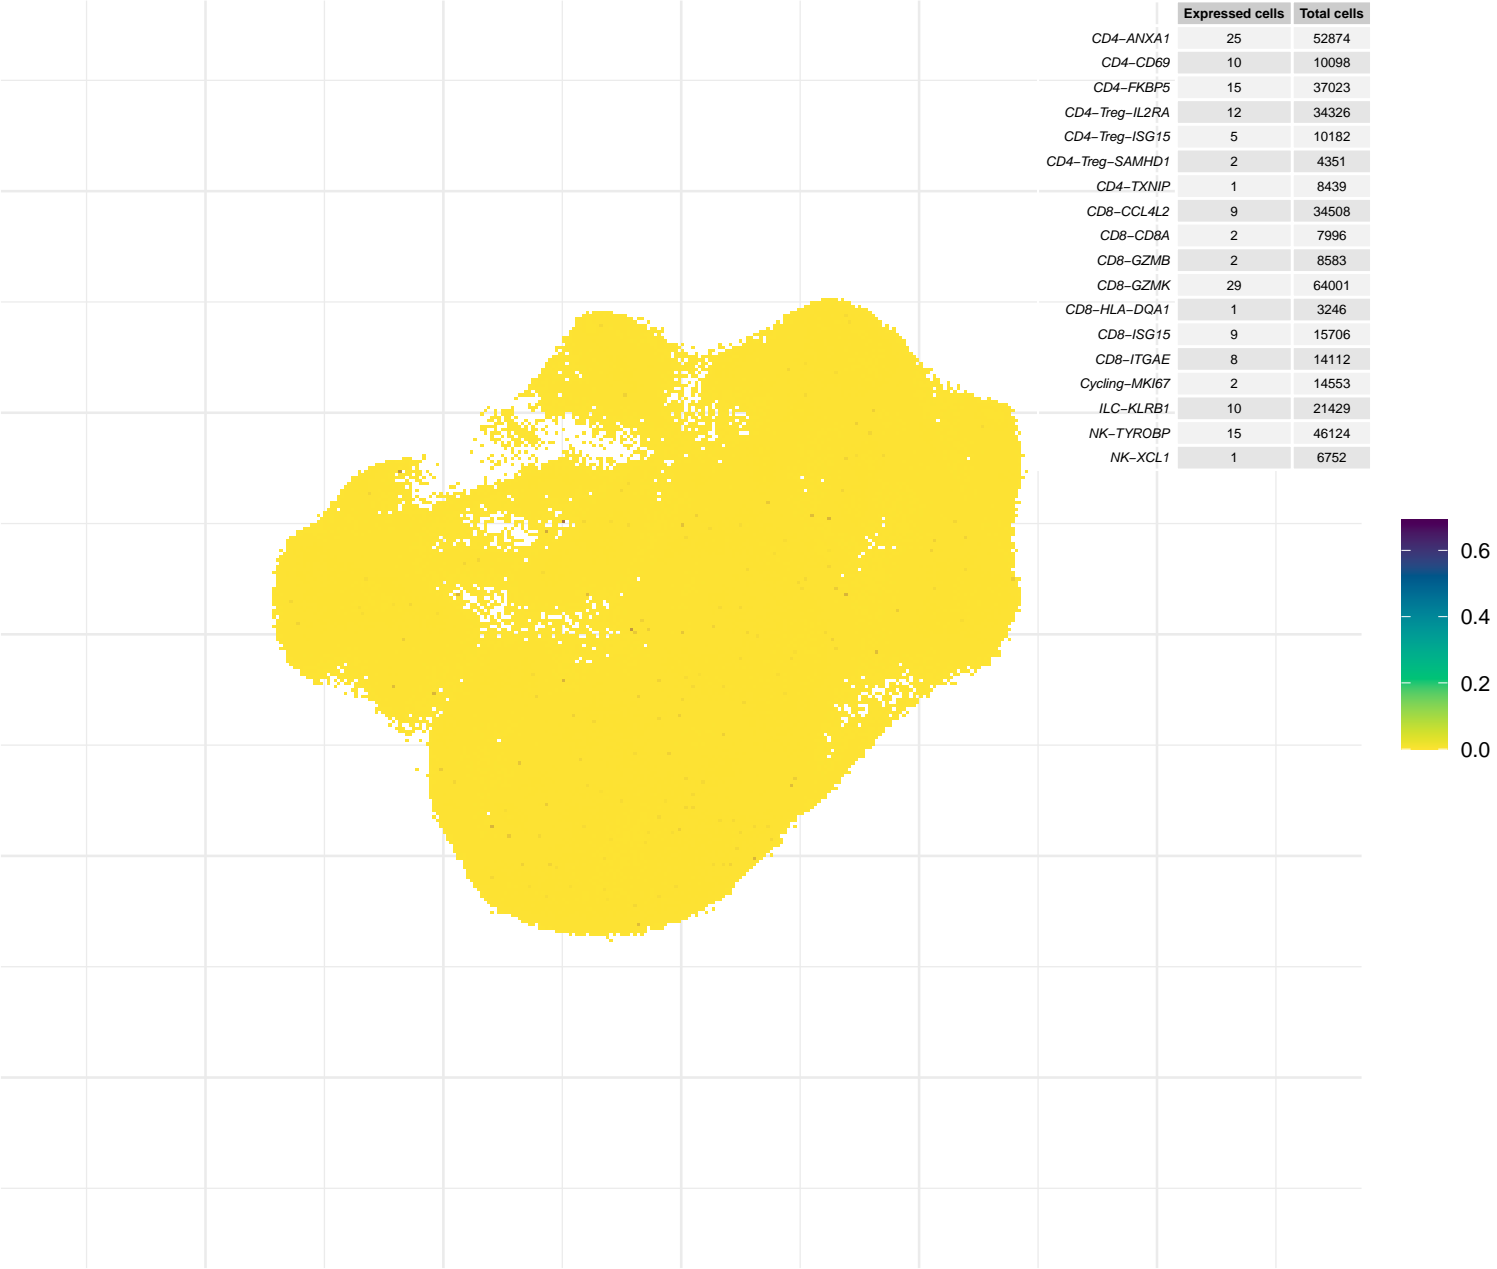 Expressed cells Total cells
CD4−ANXA1 25 52874
CD4−CD69 10 10098
CD4−FKBP5 15 37023
CD4−Treg−IL2RA 12 34326
CD4−Treg−ISG15 5 10182
CD4−Treg−SAMHD1 2 4351
CD4−TXNIP 1 8439
CD8−CCL4L2 9 34508
CD8−CD8A 2 7996
CD8−GZMB 2 8583
CD8−GZMK 29 64001
CD8−HLA−DQA1 1 3246
CD8−ISG15 9 15706
CD8−ITGAE 8 14112
Cycling−MKI67 2 14553
ILC−KLRB1 10 21429
NK−TYROBP 15 46124
NK−XCL1 1 6752
0.6
0.4
0.2
0.0